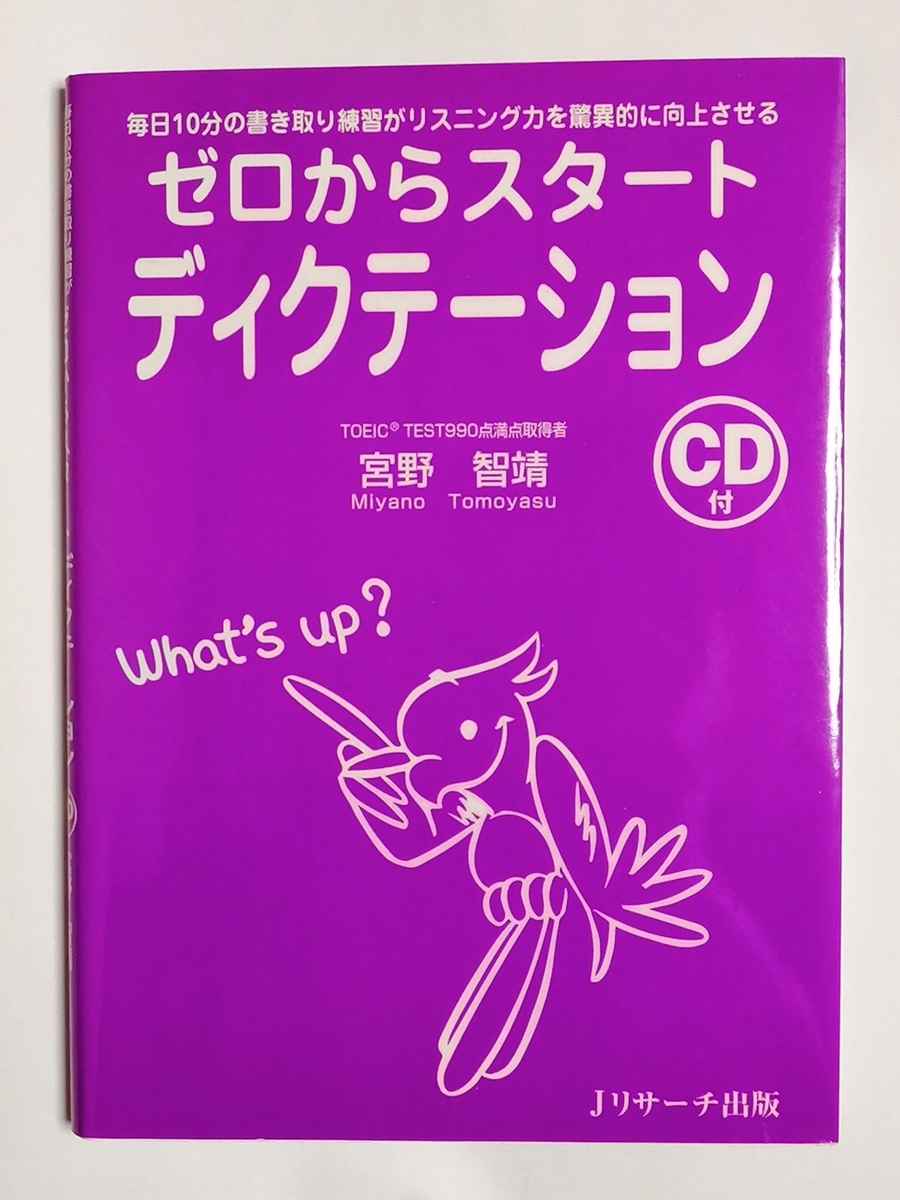 毎日10分の書き取り練習がリスニング力を驚異的に向上させる
ゼロからスタート
ディクテーション
TOEIC® TEST990点満点取得者
宮野 智靖
Miyano Tomoyasu
CD
付
What's up?
Jリサーチ出版